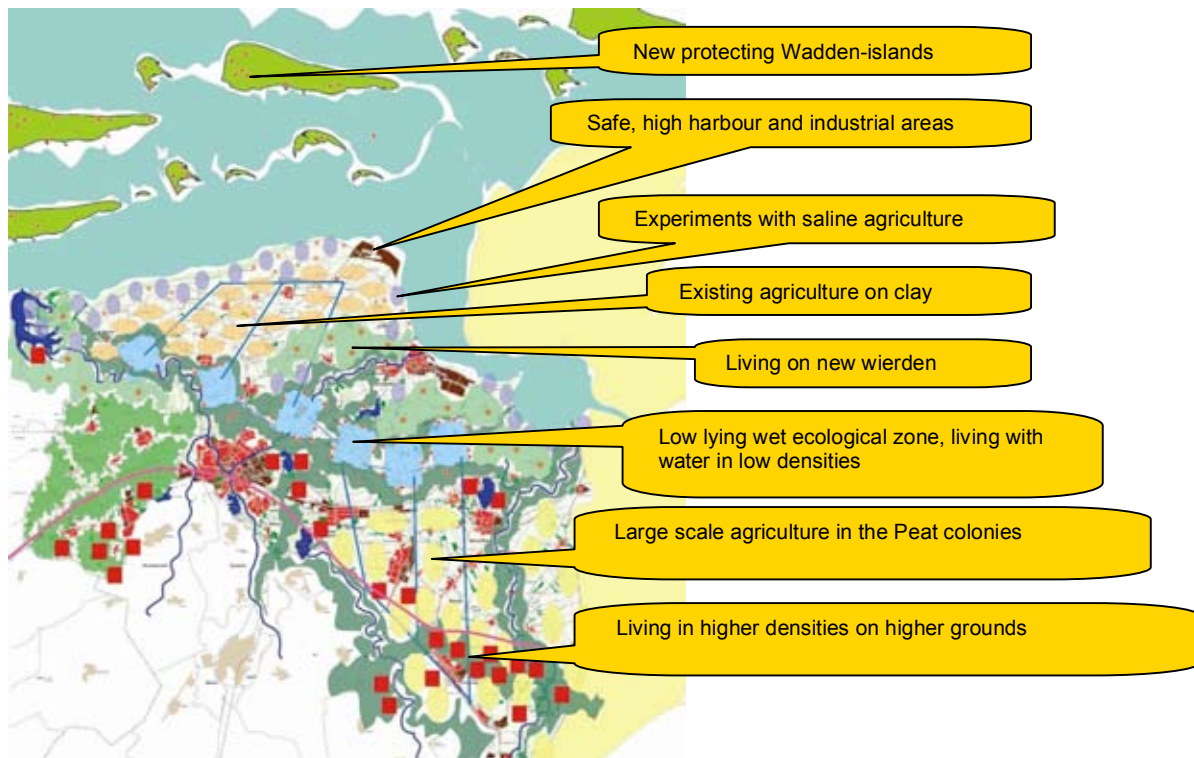 New protecting Wadden-islands
Safe, high harbour and industrial areas
Experiments with saline agriculture
Existing agriculture on clay
Living on new wierden
Low lying wet ecological zone, living with
water in low densities
Large scale agriculture in the Peat colonies
Living in higher densities on higher grounds